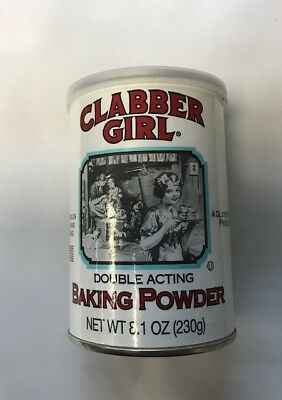 CLABBER
GIRL®
DOUBLE ACTING
BAKING POWDER
NET WT 8.1 OZ (230g)